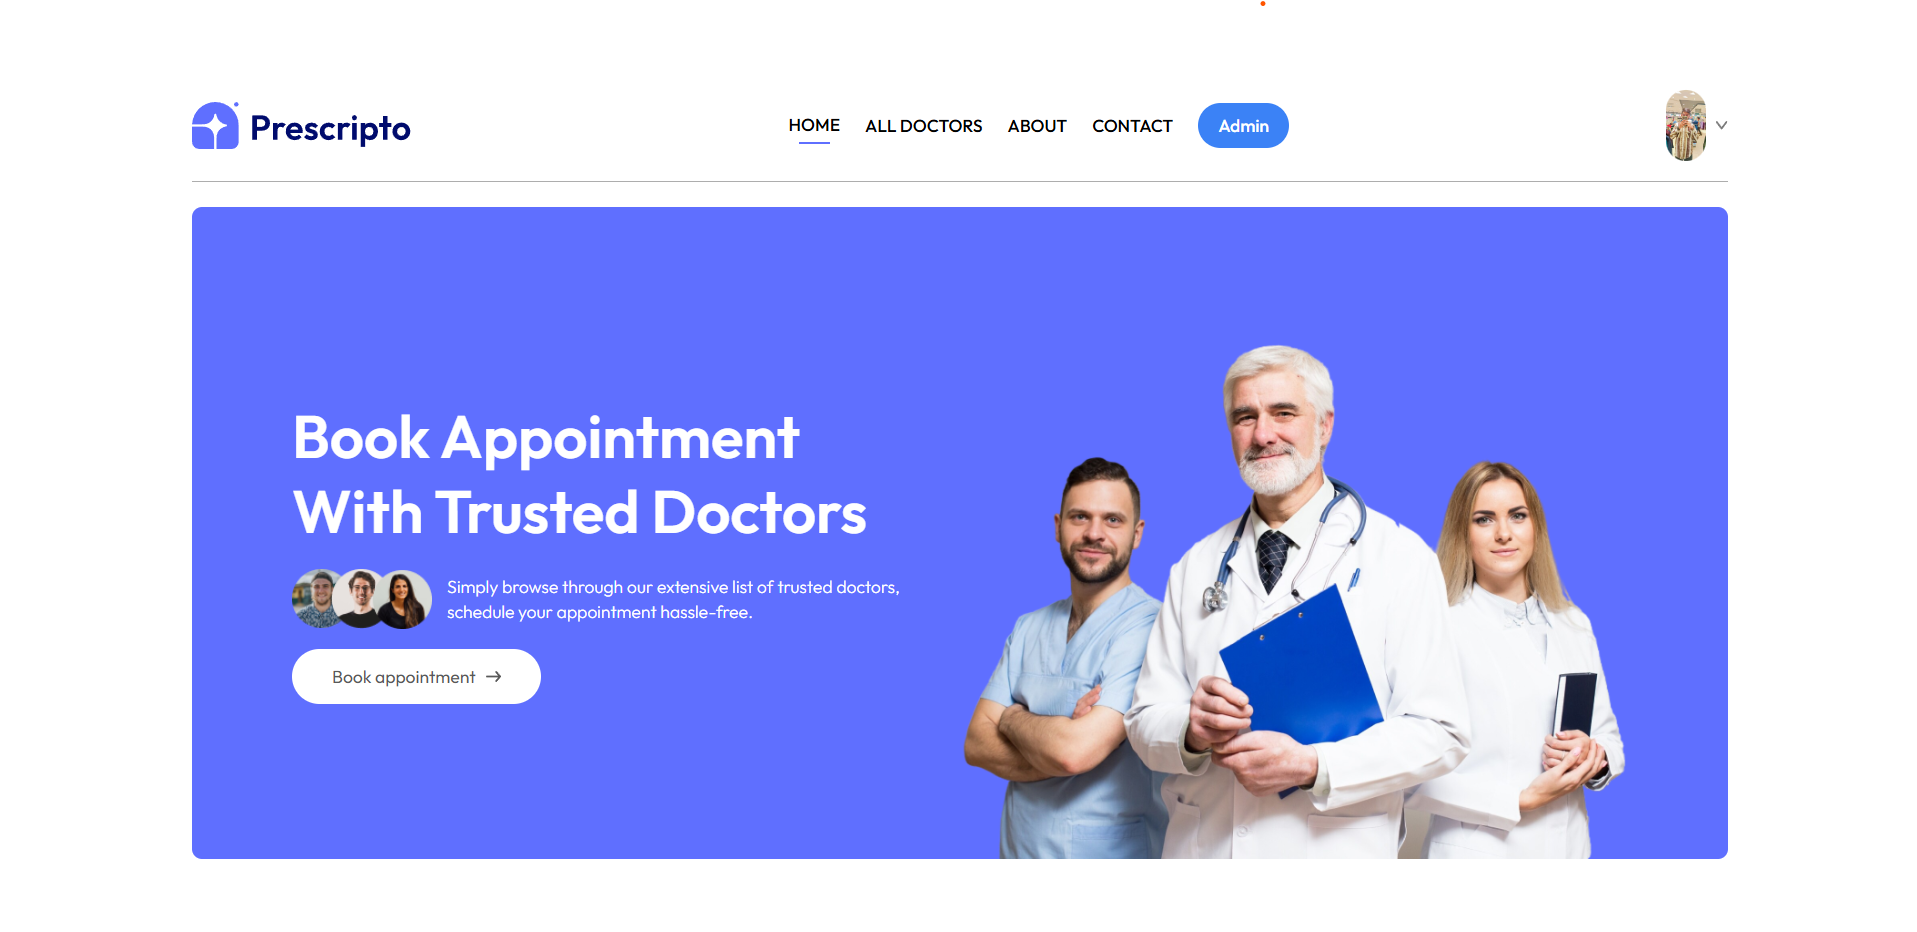 Prescripto
HOME
ALL DOCTORS
ABOUT
CONTACT
Admin
Book Appointment
With Trusted Doctors
Simply browse through our extensive list of trusted doctors,
schedule your appointment hassle-free.
Book appointment →